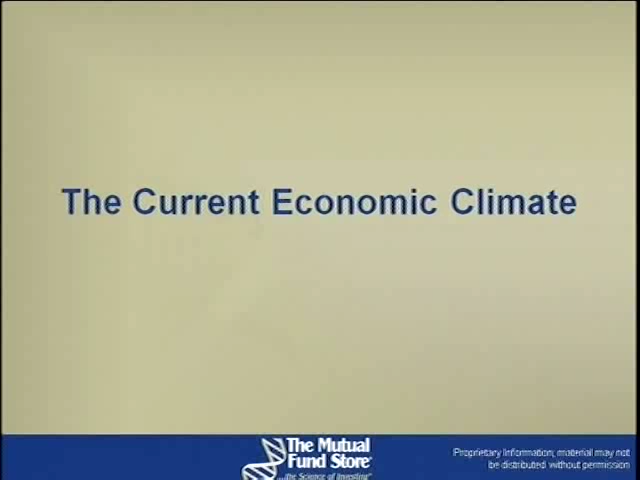 The Current Economic Climate
The Mutual
Fund Store®
...the Science of Investing®
Proprietary Information; material may not
be distributed without permission